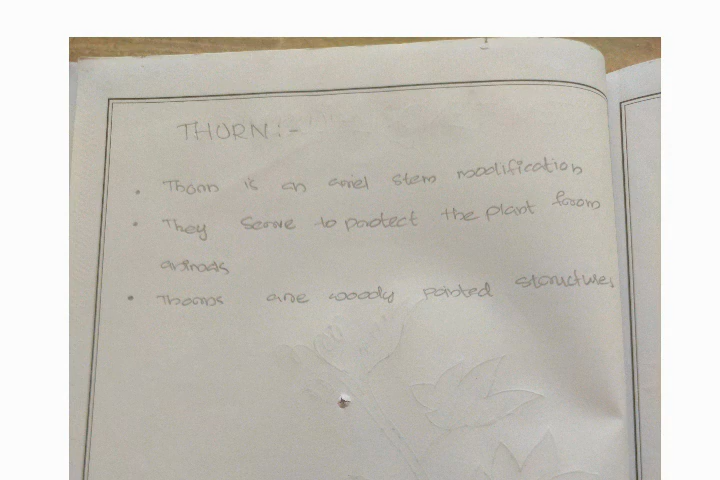 THORN:-
• Thorn is an ariel stem modification
• They serve to protect the plant from
animals
• Thorns are woody pointed structures